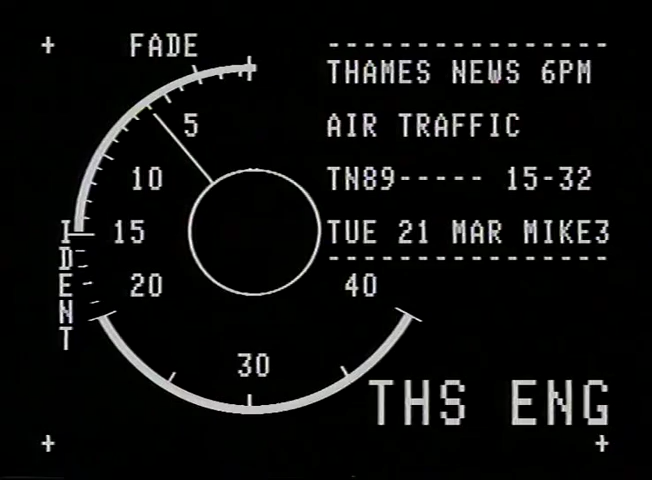 FADE
5
10
15
20
30
40
IDENT
----------------
THAMES NEWS 6PM
AIR TRAFFIC
TN89----- 15-32
TUE 21 MAR MIKE3
----------------
THS ENG